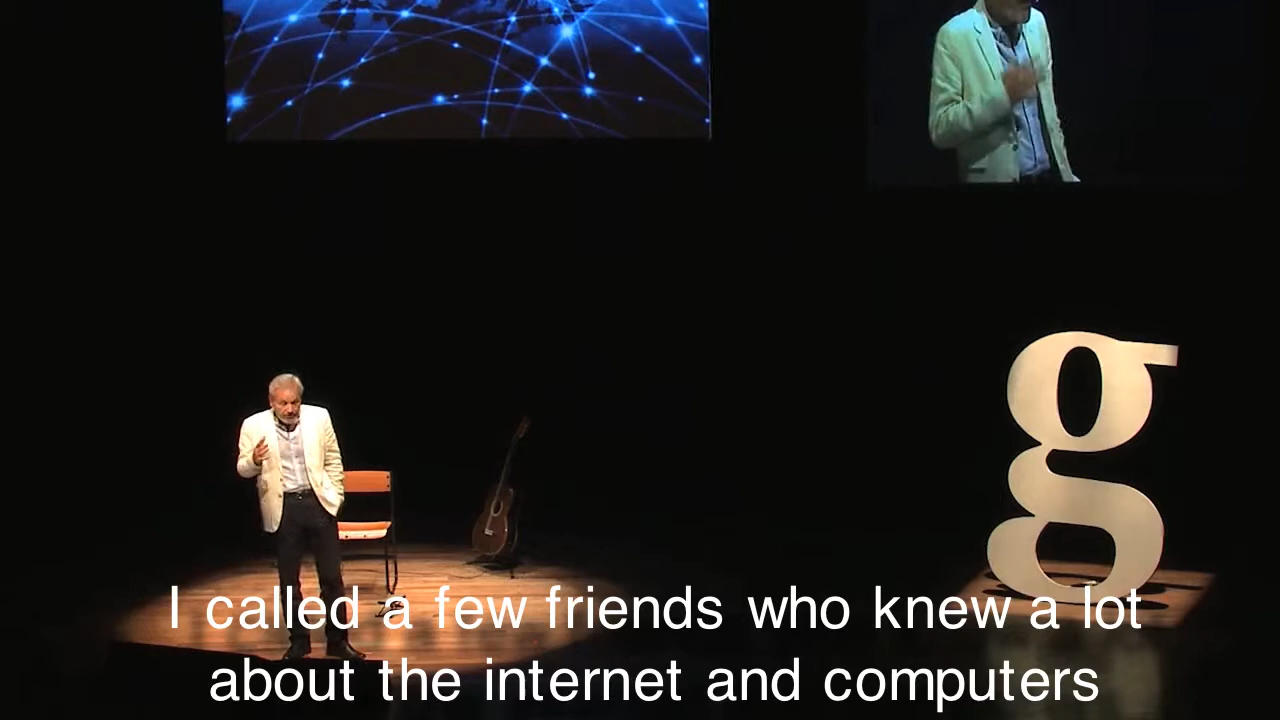 g
I called a few friends who knew a lot
about the internet and computers